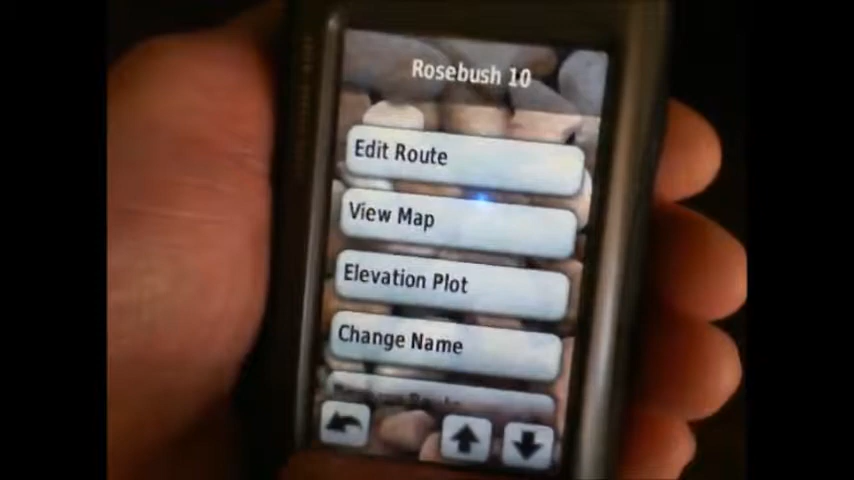 Rosebush 10
Edit Route
View Map
Elevation Plot
Change Name